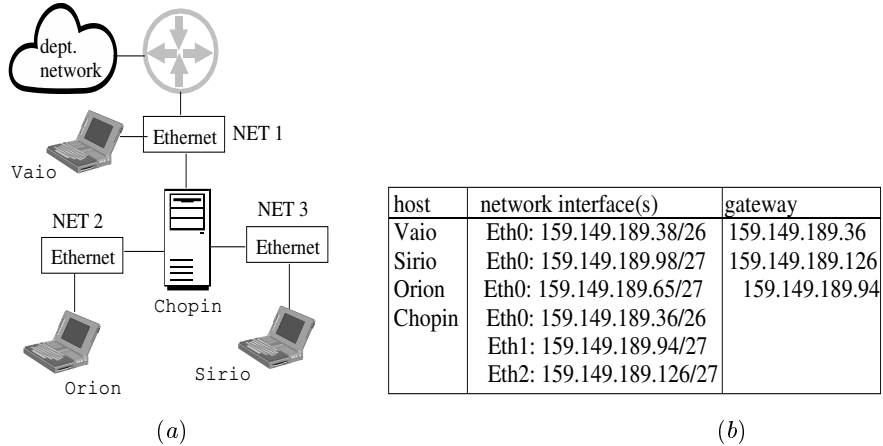 dept.
network
Ethernet
NET 1
Vaio
NET 2
NET 3
Ethernet
Ethernet
Chopin
Orion
Sirio
(a)
host network interface(s) gateway
Vaio Eth0: 159.149.189.38/26 159.149.189.36
Sirio Eth0: 159.149.189.98/27 159.149.189.126
Orion Eth0: 159.149.189.65/27 159.149.189.94
Chopin Eth0: 159.149.189.36/26
Eth1: 159.149.189.94/27
Eth2: 159.149.189.126/27
(b)